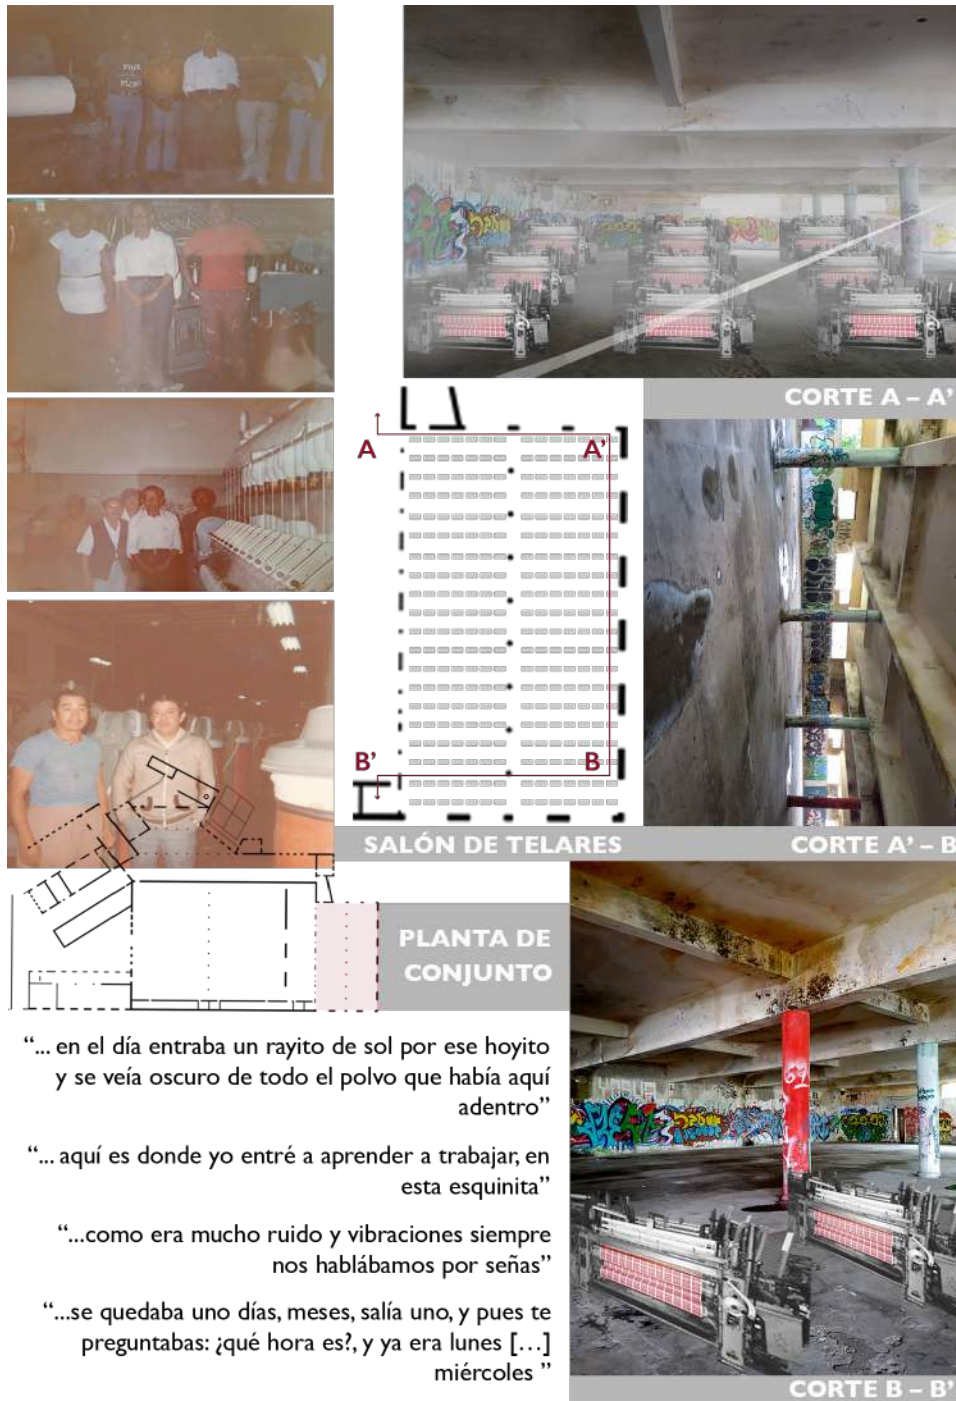 PINK
FLOYD
CORTE A – A’
A
A’
B’
B
SALÓN DE TELARES
CORTE A’ – B
PLANTA DE
CONJUNTO
“... en el día entraba un rayito de sol por ese hoyito
y se veía oscuro de todo el polvo que había aquí
adentro”
“... aquí es donde yo entré a aprender a trabajar, en
esta esquinita”
“...como era mucho ruido y vibraciones siempre
nos hablábamos por señas”
“...se quedaba uno días, meses, salía uno, y pues te
preguntabas: ¿qué hora es?, y ya era lunes [...]
miércoles ”
CORTE B – B’